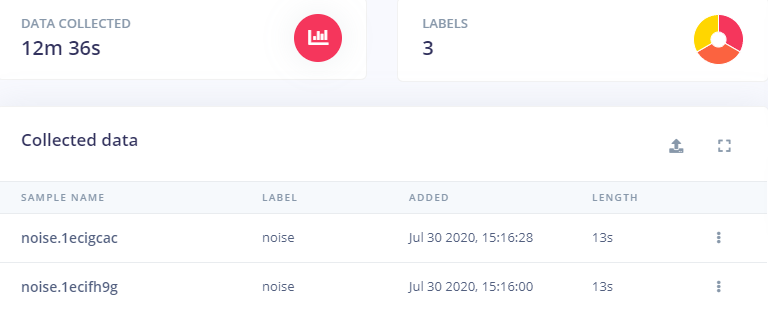 DATA COLLECTED
12m 36s
LABELS
3
Collected data
SAMPLE NAME LABEL ADDED LENGTH
noise.1ecigcac noise Jul 30 2020, 15:16:28 13s
noise.1ecifh9g noise Jul 30 2020, 15:16:00 13s